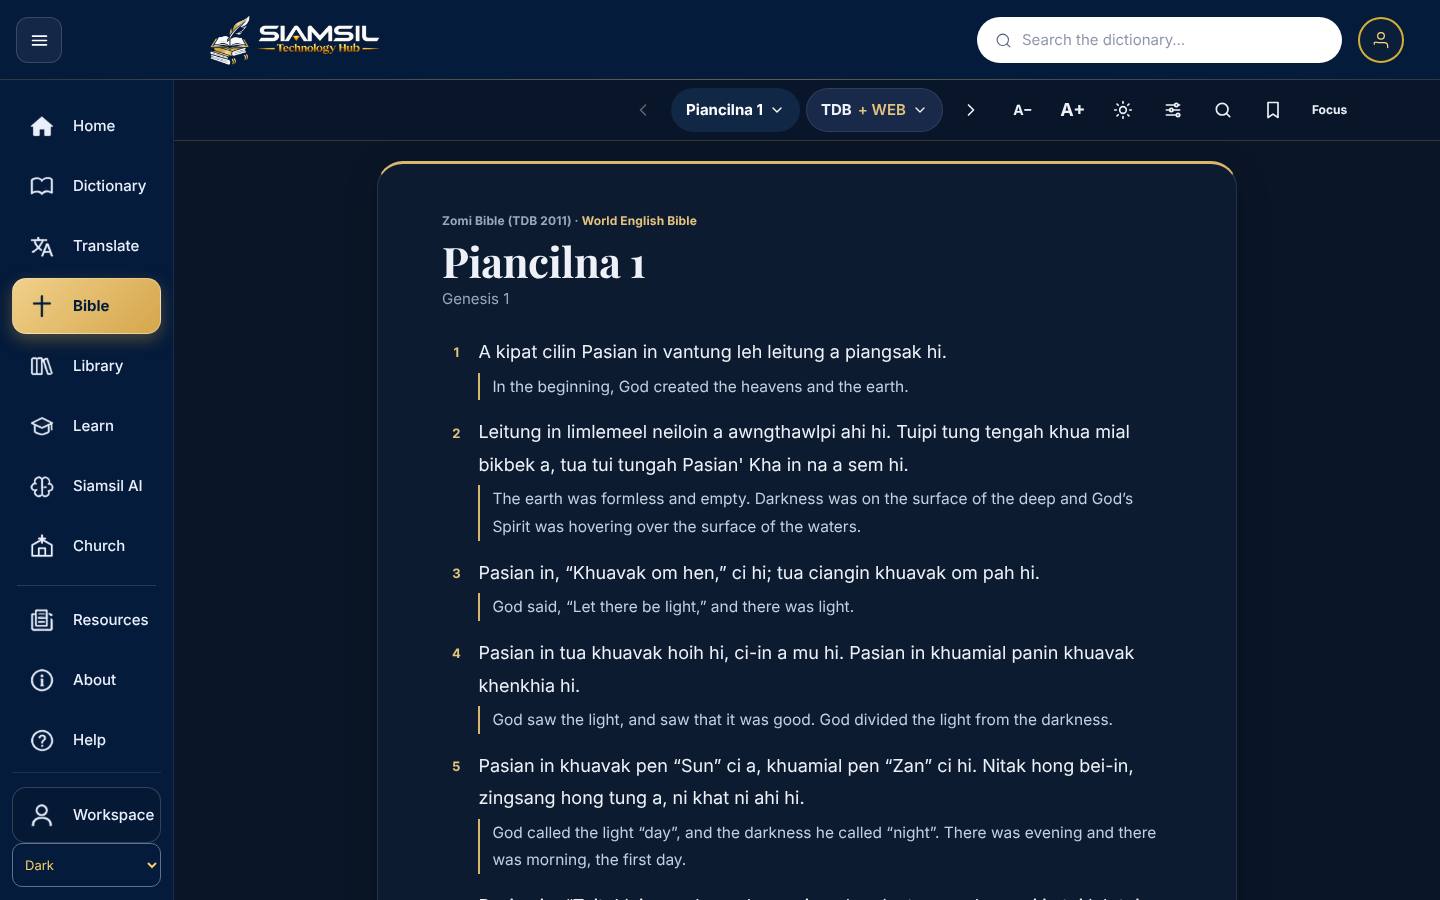 SIAMSIL
Technology Hub
Search the dictionary...
Home
Dictionary
Translate
Bible
Library
Learn
Siamsil AI
Church
Resources
About
Help
Workspace
Dark
Piancilna 1
TDB + WEB
A−
A+
Focus
Zomi Bible (TDB 2011) · World English Bible
Piancilna 1
Genesis 1
1 A kipat cilin Pasian in vantung leh leitung a piangsak hi.
In the beginning, God created the heavens and the earth.
2 Leitung in limlemeel neiloin a awngthawlpi ahi hi. Tuipi tung tengah khua mial
bikbek a, tua tui tungah Pasian' Kha in na a sem hi.
The earth was formless and empty. Darkness was on the surface of the deep and God’s
Spirit was hovering over the surface of the waters.
3 Pasian in, “Khuavak om hen,” ci hi; tua ciangin khuavak om pah hi.
God said, “Let there be light,” and there was light.
4 Pasian in tua khuavak hoih hi, ci-in a mu hi. Pasian in khuamial panin khuavak
khenkhia hi.
God saw the light, and saw that it was good. God divided the light from the darkness.
5 Pasian in khuavak pen “Sun” ci a, khuamial pen “Zan” ci hi. Nitak hong bei-in,
zingsang hong tung a, ni khat ni ahi hi.
God called the light “day”, and the darkness he called “night”. There was evening and there
was morning, the first day.